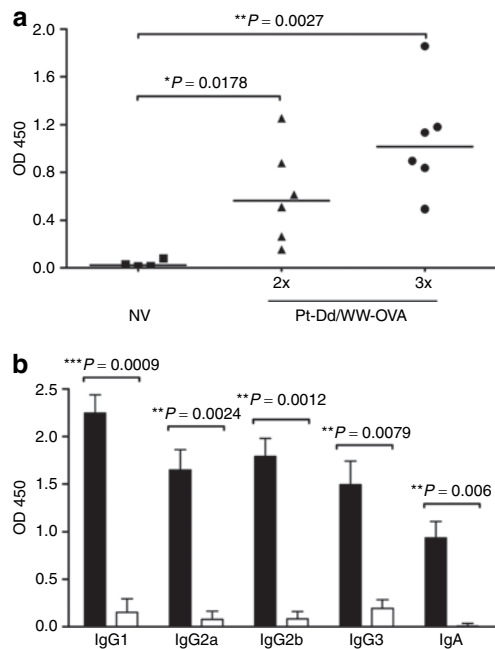 a
**P = 0.0027
*P = 0.0178
OD 450
2.0
1.6
1.2
0.8
0.4
0.0
2x
3x
NV
Pt-Dd/WW-OVA
b
***P = 0.0009
**P = 0.0024
**P = 0.0012
**P = 0.0079
**P = 0.006
OD 450
2.5
2.0
1.5
1.0
0.5
0.0
IgG1
IgG2a
IgG2b
IgG3
IgA